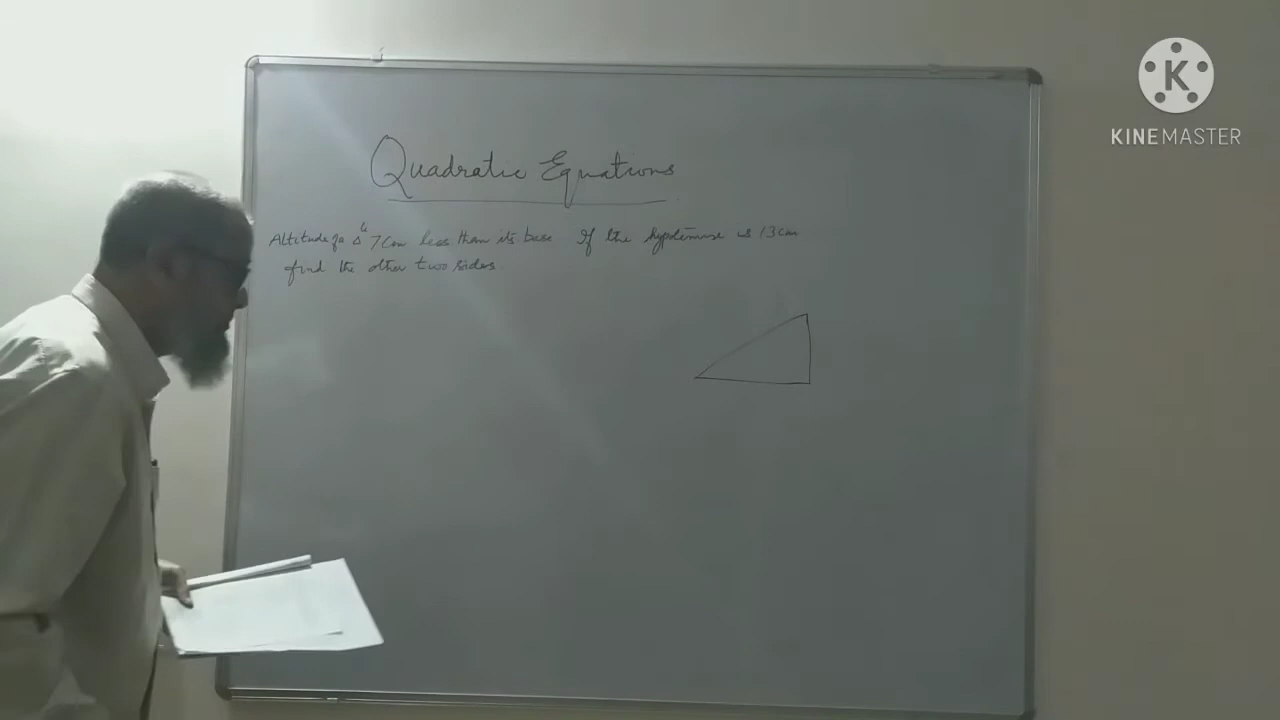 Quadratic Equations
Altitude of a Δ is 7cm less than its base If the hypotenuse is 13cm
find the other two sides
KINEMASTER